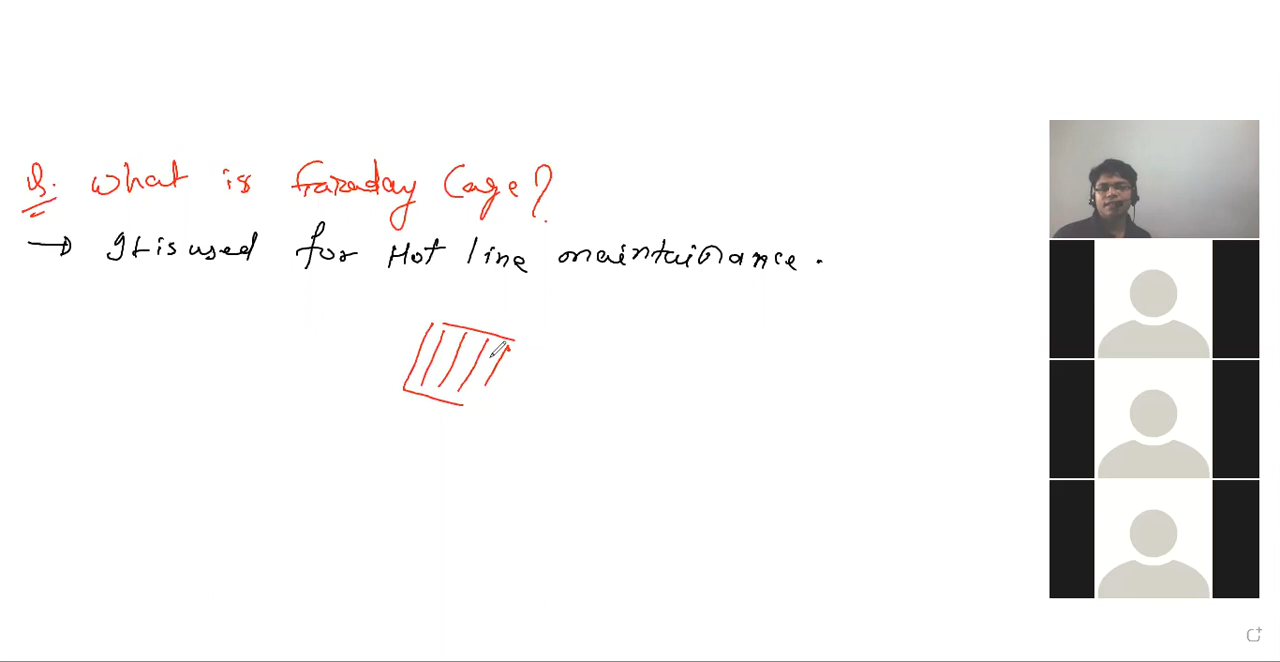 Q. What is faraday Cage?
→ It is used for Hot line maintainance.